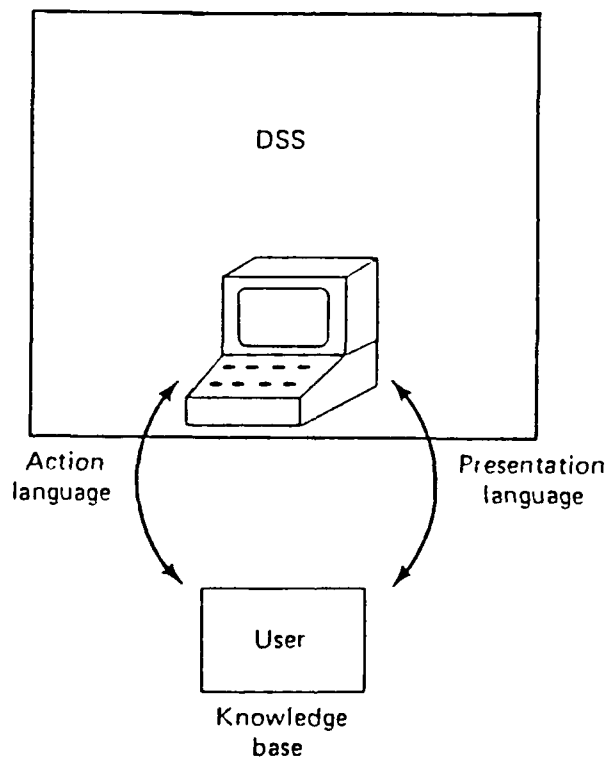 DSS
Action
language
Presentation
language
User
Knowledge
base